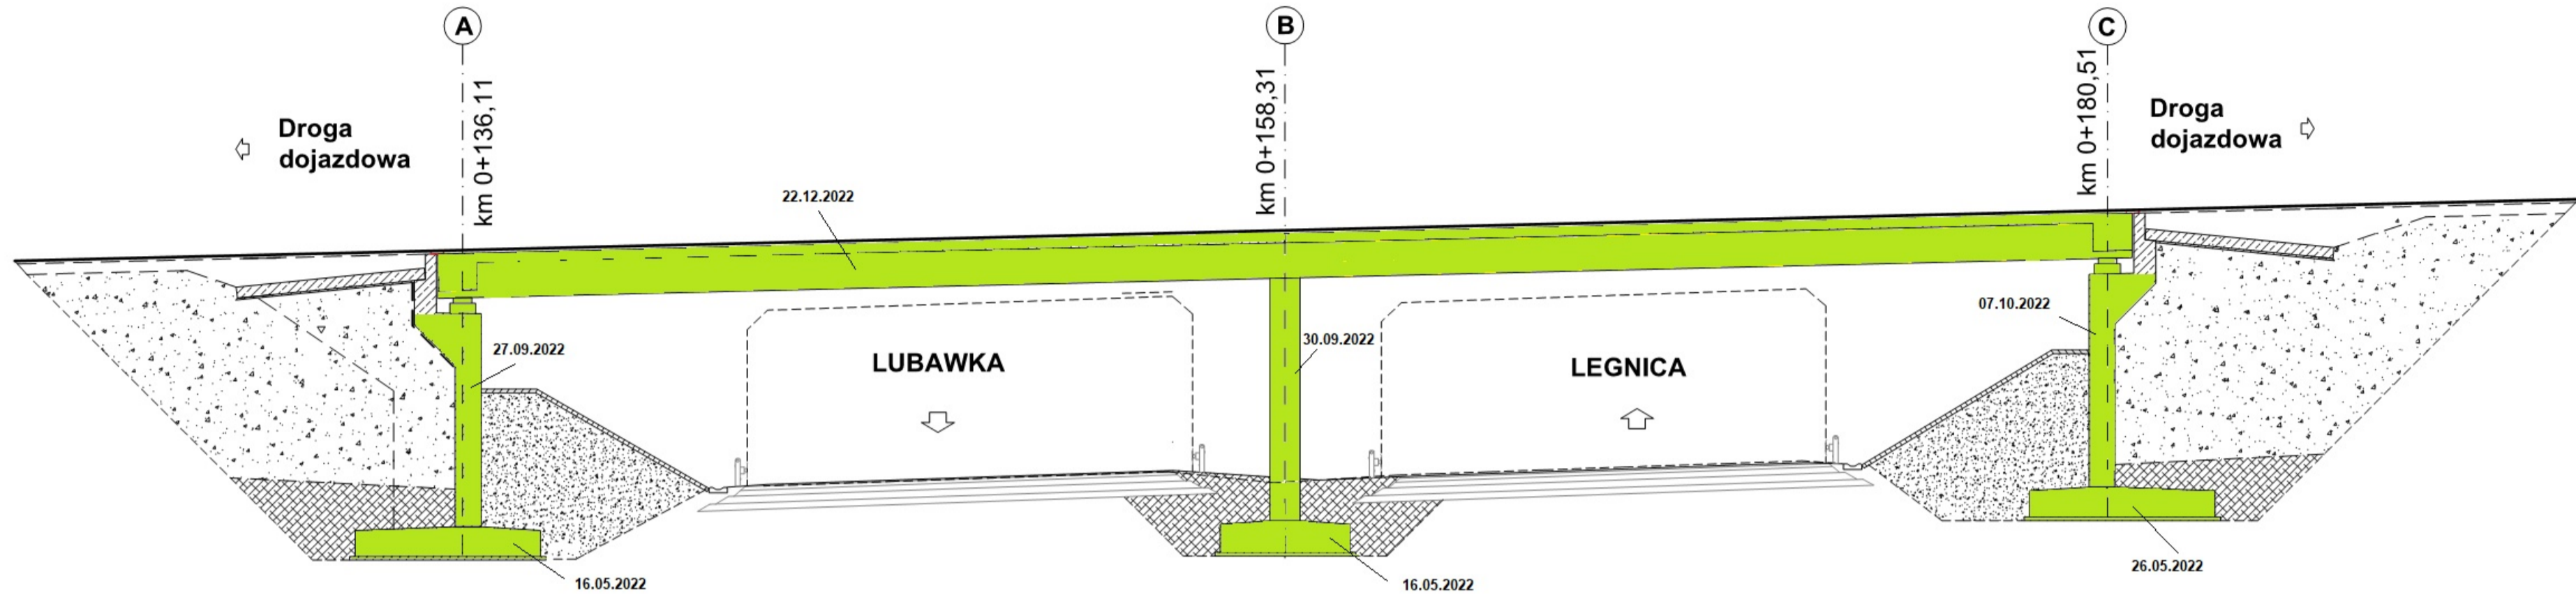 A
B
C
km 0+136,11
km 0+158,31
km 0+180,51
Droga
dojazdowa
Droga
dojazdowa
22.12.2022
27.09.2022
LUBAWKA
30.09.2022
LEGNICA
07.10.2022
16.05.2022
16.05.2022
26.05.2022